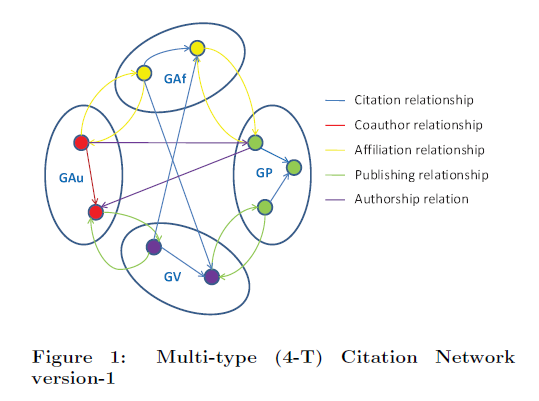 GAf
GAu
GP
GV
Citation relationship
Coauthor relationship
Affiliation relationship
Publishing relationship
Authorship relation
Figure 1: Multi-type (4-T) Citation Network
version-1